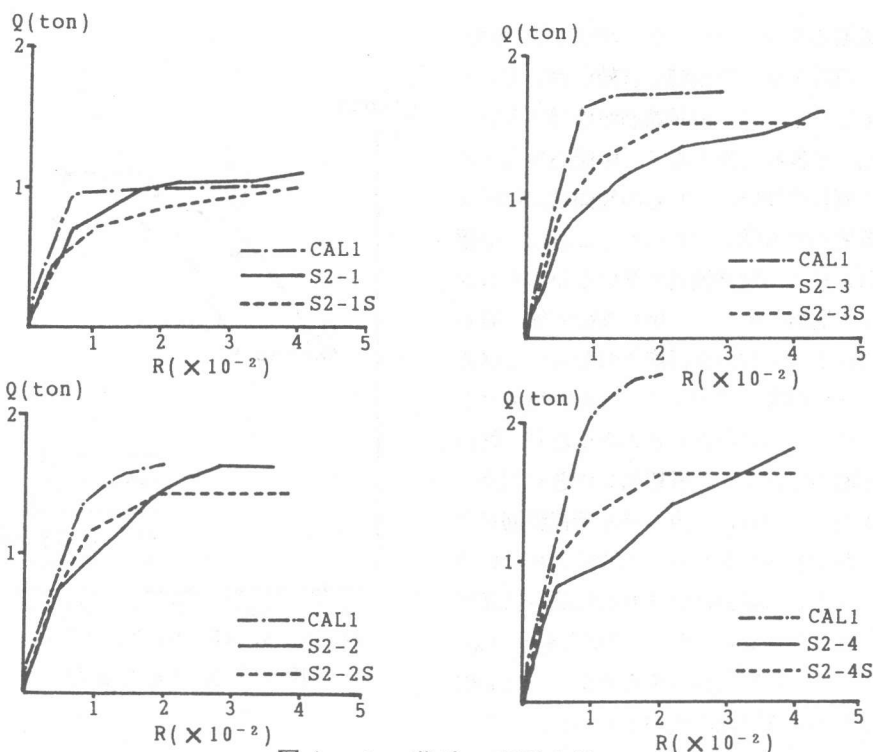 Q(ton)
2
1
CAL1
S2-1
S2-1S
1 2 3 4 5
R(×10⁻²)
Q(ton)
2
1
CAL1
S2-3
S2-3S
1 2 3 4 5
R(×10⁻²)
Q(ton)
2
1
CAL1
S2-2
S2-2S
1 2 3 4 5
R(×10⁻²)
Q(ton)
2
1
CAL1
S2-4
S2-4S
1 2 3 4 5
R(×10⁻²)